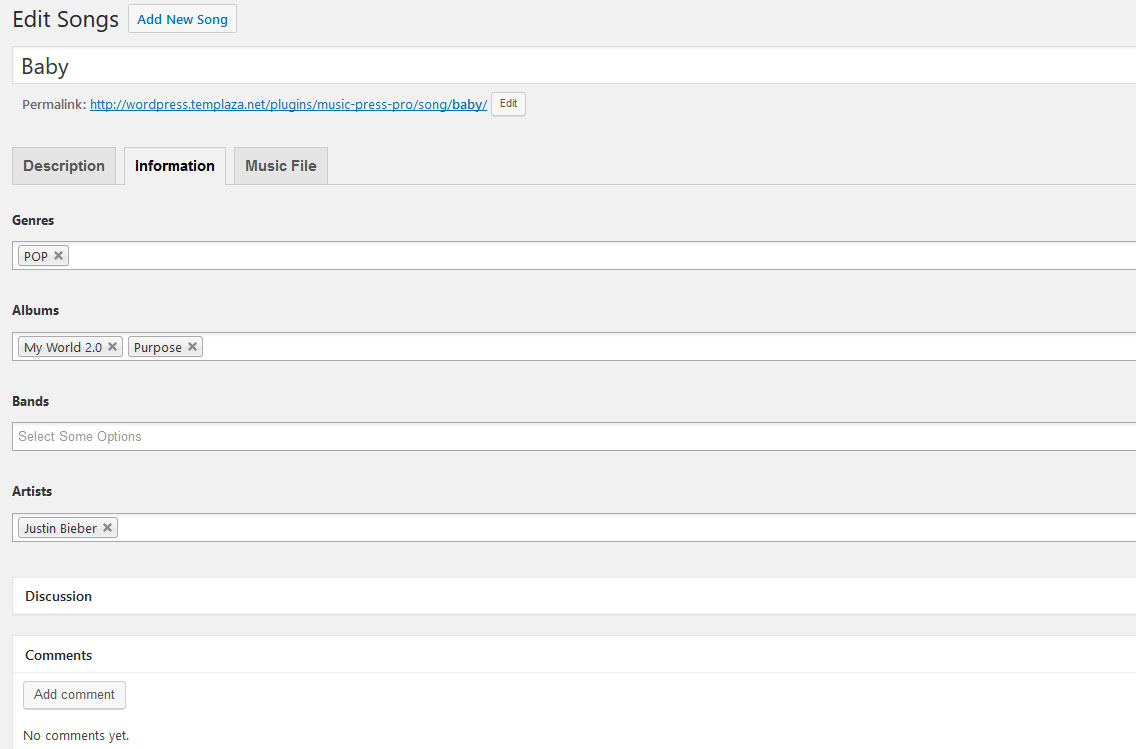 Edit Songs Add New Song
Baby
Permalink: http://wordpress.templaza.net/plugins/music-press-pro/song/baby/ Edit
Description Information Music File
Genres
POP ✖
Albums
My World 2.0 ✖ Purpose ✖
Bands
Select Some Options
Artists
Justin Bieber ✖
Discussion
Comments
Add comment
No comments yet.